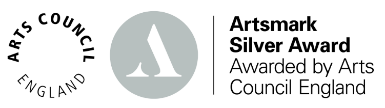 ARTS COUNCIL
ENGLAND
A
Artsmark
Silver Award
Awarded by Arts
Council England